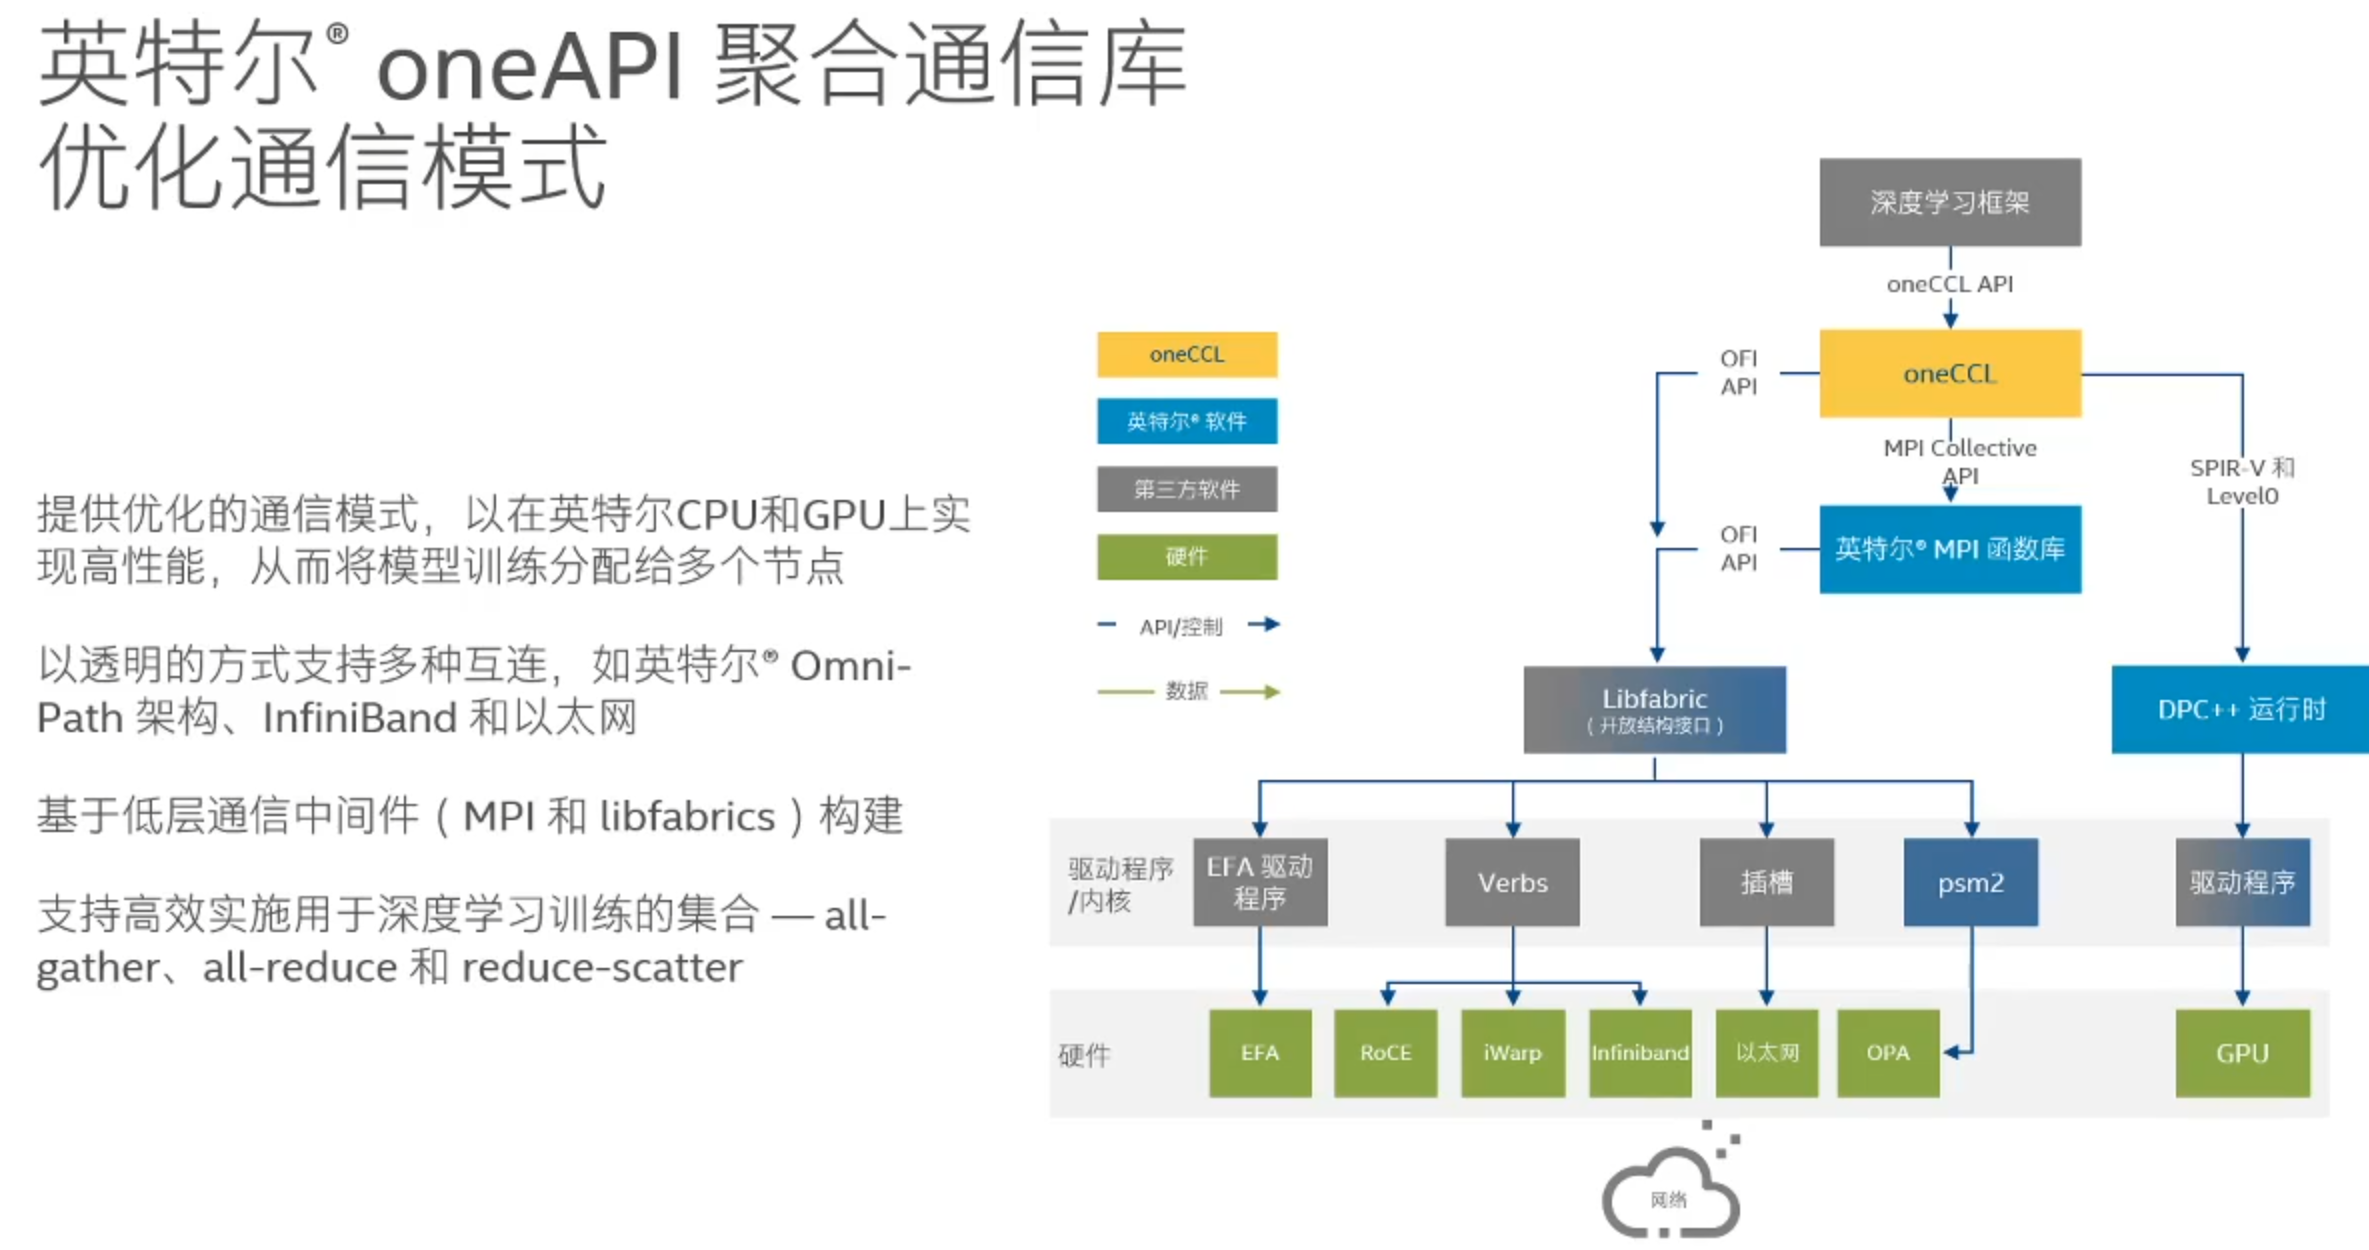 英特尔® oneAPI 聚合通信库
优化通信模式
提供优化的通信模式，以在英特尔CPU和GPU上实
现高性能，从而将模型训练分配给多个节点
以透明的方式支持多种互连，如英特尔® Omni-
Path 架构、InfiniBand 和以太网
基于低层通信中间件（MPI 和 libfabrics）构建
支持高效实施用于深度学习训练的集合 — all-
gather、all-reduce 和 reduce-scatter
oneCCL
英特尔® 软件
第三方软件
硬件
API/控制
数据
深度学习框架
oneCCL API
OFI
API
oneCCL
MPI Collective
API
SPIR-V 和
Level0
OFI
API
英特尔® MPI 函数库
Libfabric
（开放结构接口）
DPC++ 运行时
驱动程序
/内核
EFA 驱动
程序
Verbs
插槽
psm2
驱动程序
硬件
EFA
RoCE
iWarp
Infiniband
以太网
OPA
GPU
网络